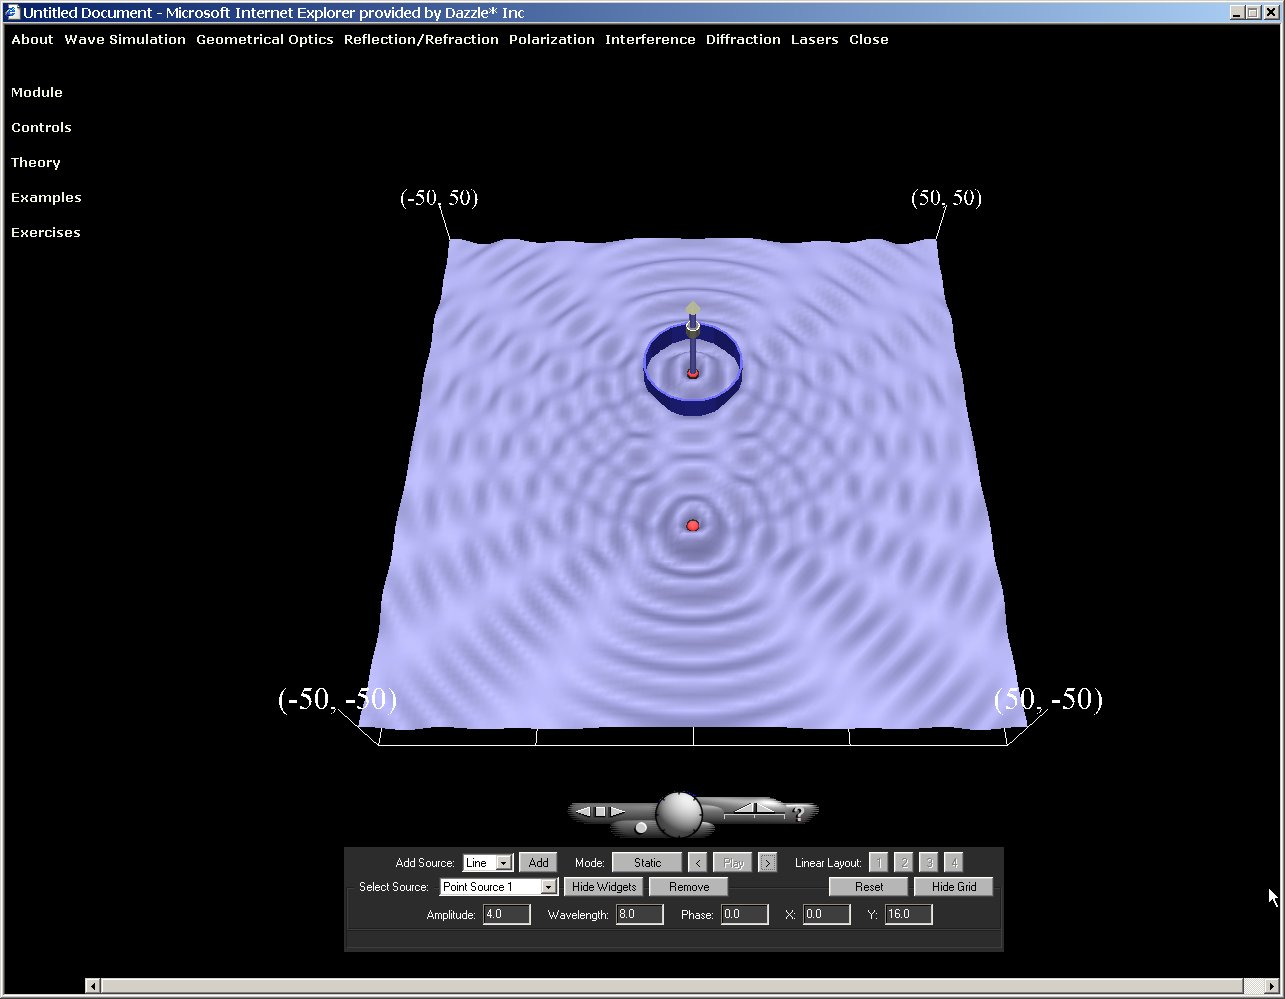 Untitled Document - Microsoft Internet Explorer provided by Dazzle* Inc
About Wave Simulation Geometrical Optics Reflection/Refraction Polarization Interference Diffraction Lasers Close
Module
Controls
Theory
Examples
Exercises
(-50, 50) (50, 50)
(-50, -50) (50, -50)
?
Add Source: Line Add Mode: Static < Play > Linear Layout: 1 2 3 4
Select Source: Point Source 1 Hide Widgets Remove Reset Hide Grid
Amplitude: 4.0 Wavelength: 8.0 Phase: 0.0 X: 0.0 Y: 16.0